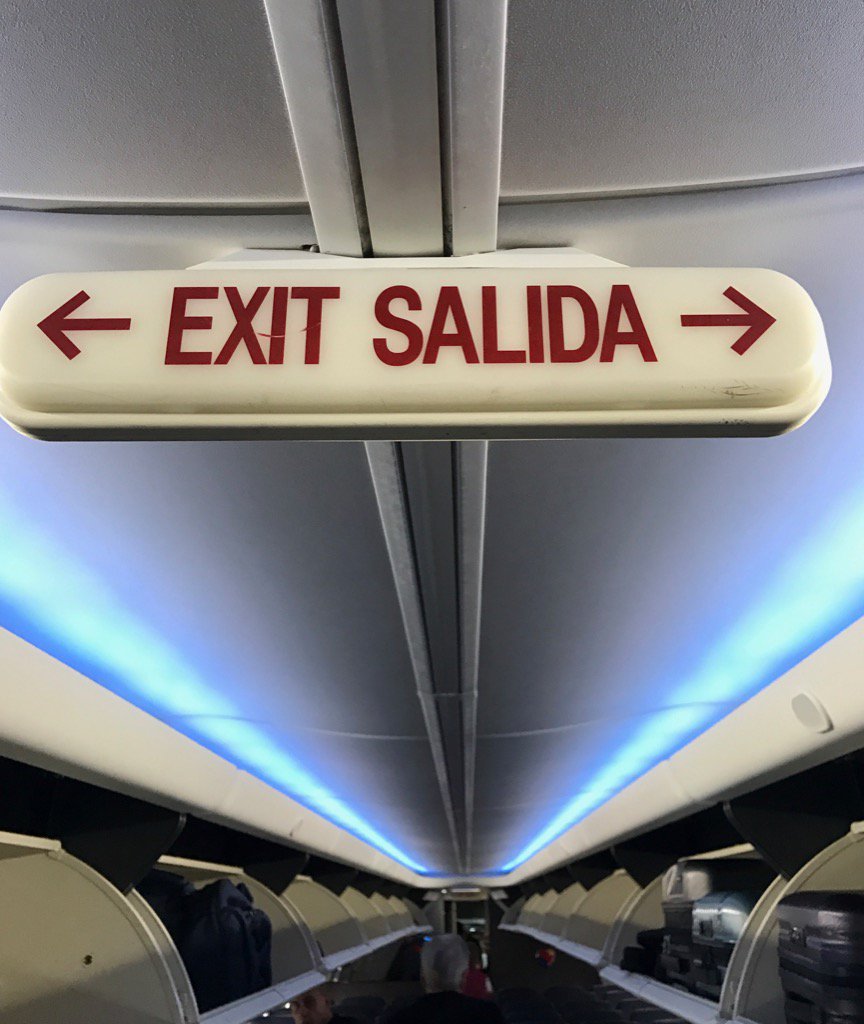 ← EXIT SALIDA →